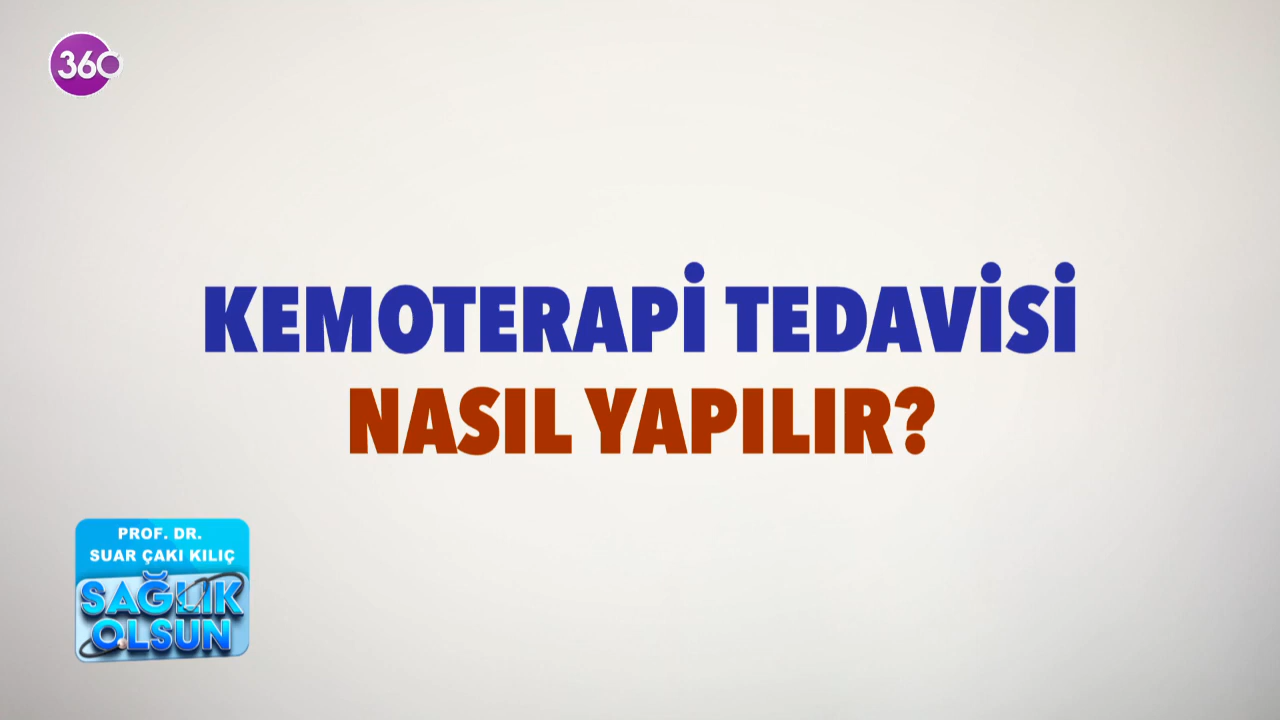 360
KEMOTERAPİ TEDAVİSİ
NASIL YAPILIR?
PROF. DR.
SUAR ÇAKI KILIÇ
SAĞLIK
OLSUN